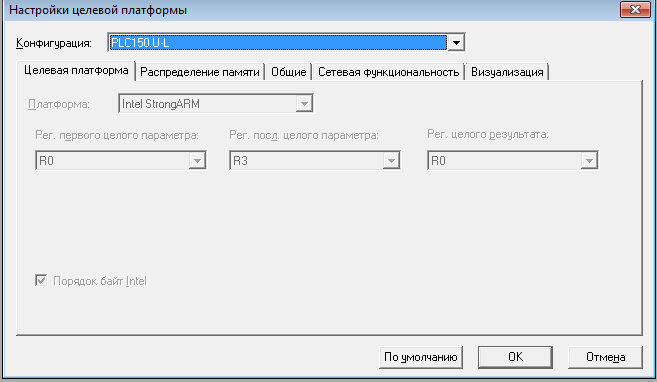 Настройки целевой платформы
Конфигурация: PLC150.U-L
Целевая платформа Распределение памяти Общие Сетевая функциональность Визуализация
Платформа: Intel StrongARM
Рег. первого целого параметра: Рег. посл. целого параметра: Рег. целого результата:
R0 R3 R0
Порядок байт Intel
По умолчанию OK Отмена